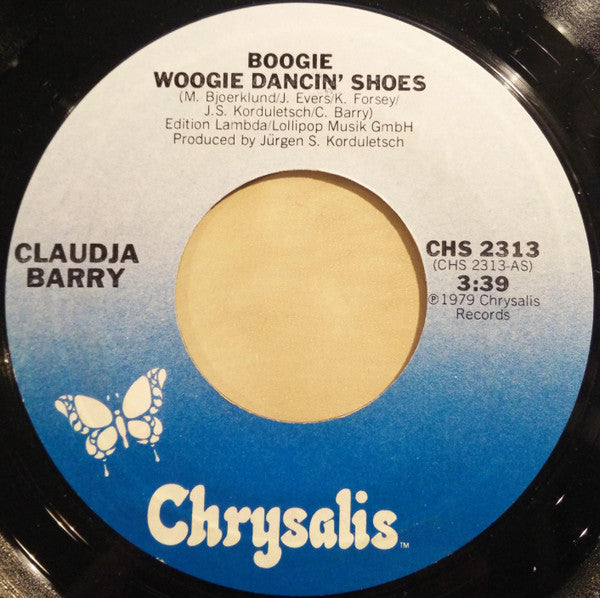 BOOGIE
WOOGIE DANCIN' SHOES
(M. Bjoerklund/J. Evers/K. Forsey/
J.S. Korduletsch/C. Barry)
Edition Lambda/Lollipop Musik GmbH
Produced by Jürgen S. Korduletsch
CLAUDJA
BARRY
CHS 2313
(CHS 2313-AS)
3:39
℗1979 Chrysalis
Records
Chrysalis™